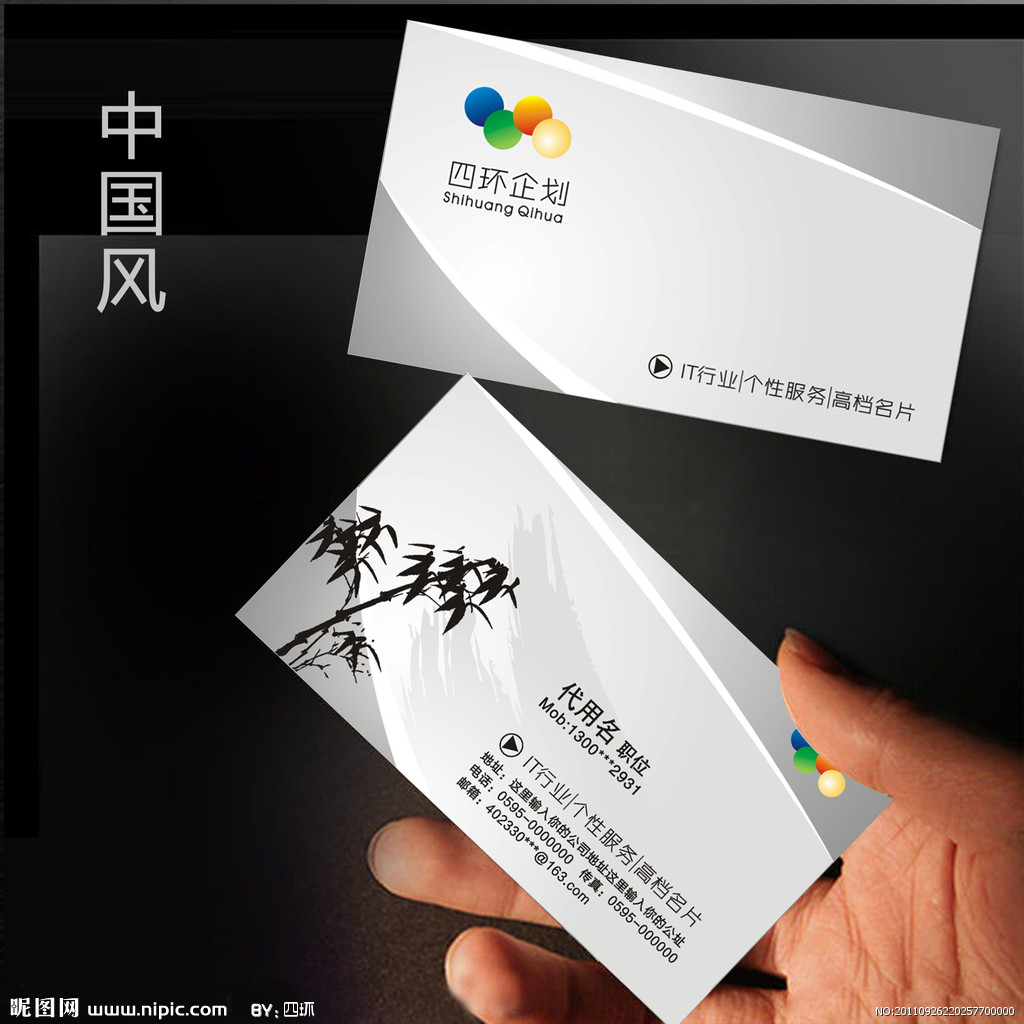 中国风
四环企划
Shihuang Qihua
IT行业|个性服务|高档名片
代用名 职位
Mob:1300***2931
IT行业|个性服务|高档名片
地址：这里输入你的公司地址这里输入你的公址
电话：0595-0000000 传真：0595-000000
邮箱：402330***@163.com
昵图网 www.nipic.com BY:四环
NO:20110926220257700000